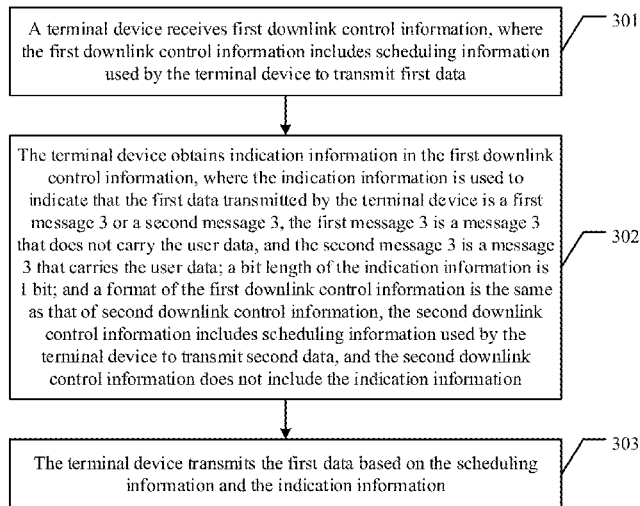 A terminal device receives first downlink control information, where
the first downlink control information includes scheduling information
used by the terminal device to transmit first data
301
The terminal device obtains indication information in the first downlink
control information, where the indication information is used to
indicate that the first data transmitted by the terminal device is a first
message 3 or a second message 3, the first message 3 is a message 3
that does not carry the user data, and the second message 3 is a message
3 that carries the user data; a bit length of the indication information is
1 bit; and a format of the first downlink control information is the same
as that of second downlink control information, the second downlink
control information includes scheduling information used by the
terminal device to transmit second data, and the second downlink
control information does not include the indication information
302
The terminal device transmits the first data based on the scheduling
information and the indication information
303